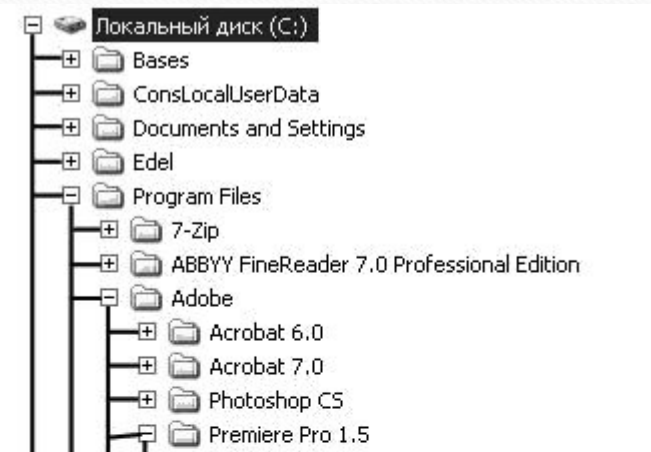 Локальный диск (C:)
Bases
ConsLocalUserData
Documents and Settings
Edel
Program Files
7-Zip
ABBYY FineReader 7.0 Professional Edition
Adobe
Acrobat 6.0
Acrobat 7.0
Photoshop CS
Premiere Pro 1.5